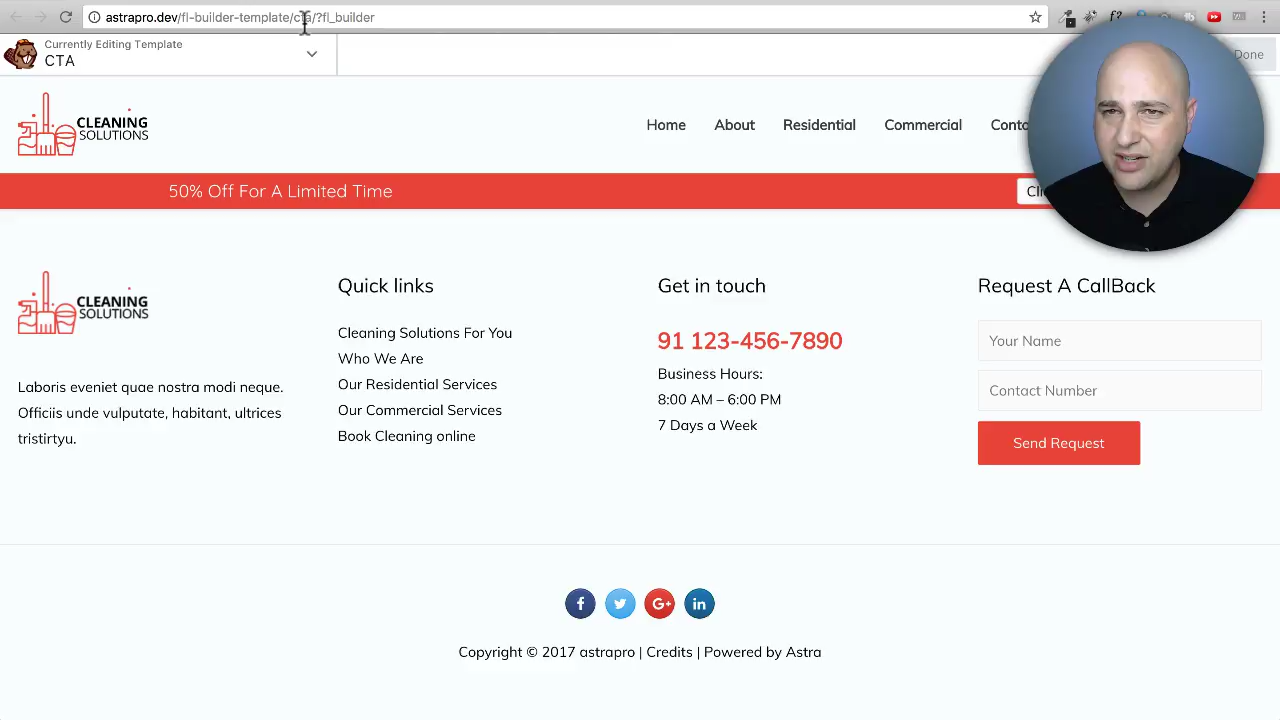 astrapro.dev/fl-builder-template/cta/?fl_builder
Currently Editing Template
CTA
Done
CLEANING
SOLUTIONS
Home
About
Residential
Commercial
50% Off For A Limited Time
CLEANING
SOLUTIONS
Laboris eveniet quae nostra modi neque.
Officiis unde vulputate, habitant, ultrices
tristirtyu.
Quick links
Cleaning Solutions For You
Who We Are
Our Residential Services
Our Commercial Services
Book Cleaning online
Get in touch
91 123-456-7890
Business Hours:
8:00 AM – 6:00 PM
7 Days a Week
Request A CallBack
Your Name
Contact Number
Send Request
f
G+
in
Copyright © 2017 astrapro | Credits | Powered by Astra